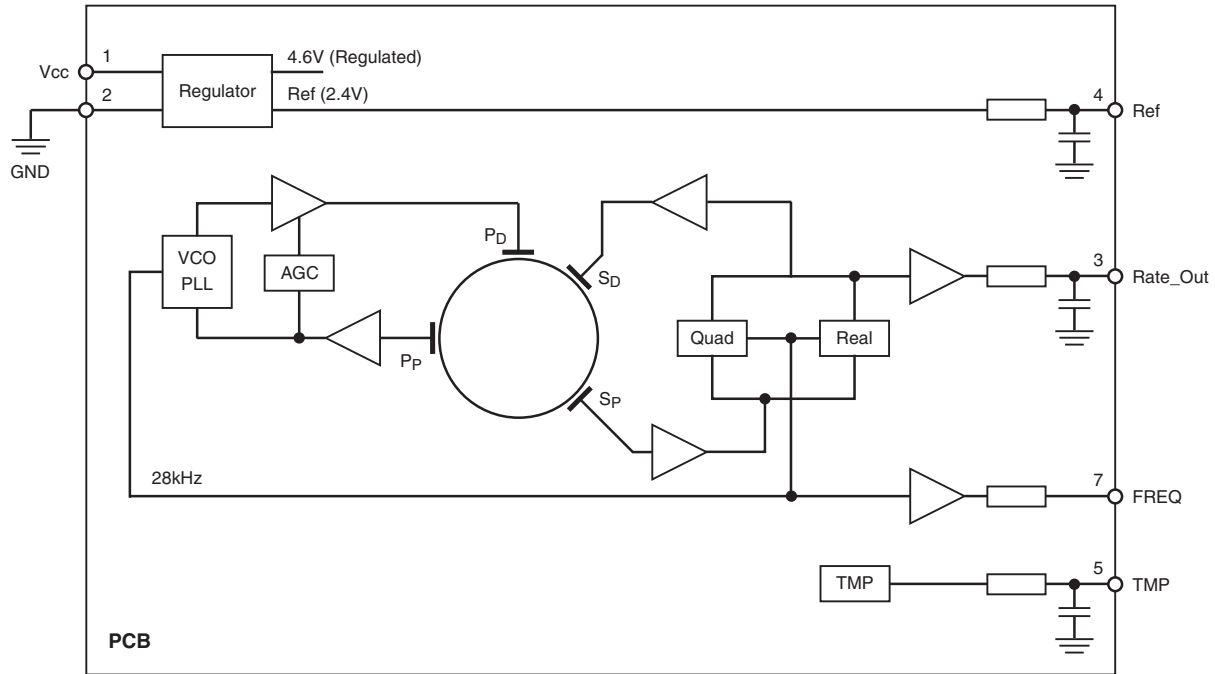 1
4.6V (Regulated)
Vcc
Regulator
2
Ref (2.4V)
4
Ref
GND
PD
SD
VCO
PLL
AGC
3
Rate_Out
Quad
Real
PP
SP
28kHz
7
FREQ
5
TMP
TMP
PCB